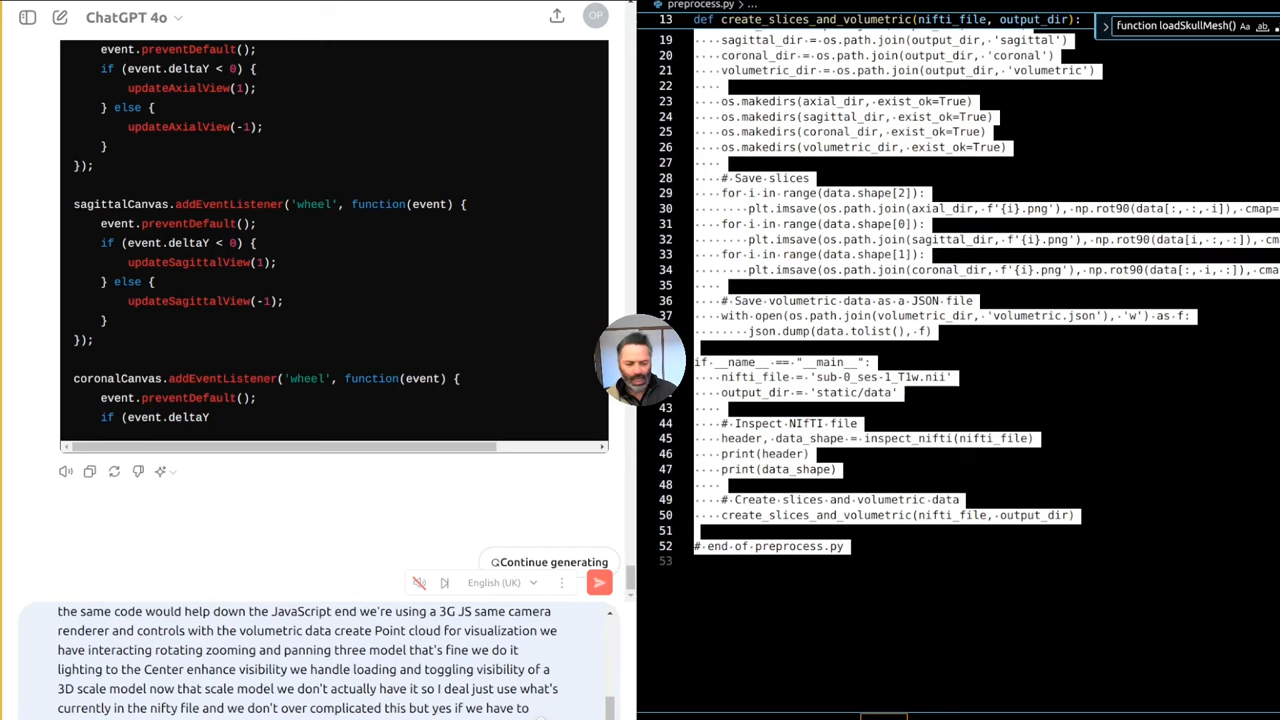 ChatGPT 4o
OP
event.preventDefault();
if (event.deltaY < 0) {
updateAxialView(1);
} else {
updateAxialView(-1);
}
});
sagittalCanvas.addEventListener('wheel', function(event) {
event.preventDefault();
if (event.deltaY < 0) {
updateSagittalView(1);
} else {
updateSagittalView(-1);
}
});
coronalCanvas.addEventListener('wheel', function(event) {
event.preventDefault();
if (event.deltaY
Continue generating
English (UK)
the same code would help down the JavaScript end we're using a 3G JS same camera
renderer and controls with the volumetric data create Point cloud for visualization we
have interacting rotating zooming and panning three model that's fine we do it
lighting to the Center enhance visibility we handle loading and toggling visibility of a
3D scale model now that scale model we don't actually have it so I deal just use what's
currently in the nifty file and we don't over complicated this but yes if we have to
preprocess.py > ...
13 def create_slices_and_volumetric(nifti_file, output_dir):
function loadSkullMesh() Aa ab
19 sagittal_dir = os.path.join(output_dir, 'sagittal')
20 coronal_dir = os.path.join(output_dir, 'coronal')
21 volumetric_dir = os.path.join(output_dir, 'volumetric')
22
23 os.makedirs(axial_dir, exist_ok=True)
24 os.makedirs(sagittal_dir, exist_ok=True)
25 os.makedirs(coronal_dir, exist_ok=True)
26 os.makedirs(volumetric_dir, exist_ok=True)
27
28 # Save slices
29 for i in range(data.shape[2]):
30 plt.imsave(os.path.join(axial_dir, f'{i}.png'), np.rot90(data[:, :, i]), cmap=
31 for i in range(data.shape[0]):
32 plt.imsave(os.path.join(sagittal_dir, f'{i}.png'), np.rot90(data[i, :, :]), cm
33 for i in range(data.shape[1]):
34 plt.imsave(os.path.join(coronal_dir, f'{i}.png'), np.rot90(data[:, i, :]), cma
35
36 # Save volumetric data as a JSON file
37 with open(os.path.join(volumetric_dir, 'volumetric.json'), 'w') as f:
json.dump(data.tolist(), f)
if __name__ == "__main__":
nifti_file = 'sub-0_ses-1_T1w.nii'
output_dir = 'static/data'
43
44 # Inspect NIfTI file
45 header, data_shape = inspect_nifti(nifti_file)
46 print(header)
47 print(data_shape)
48
49 # Create slices and volumetric data
50 create_slices_and_volumetric(nifti_file, output_dir)
51
52 # end of preprocess.py
53